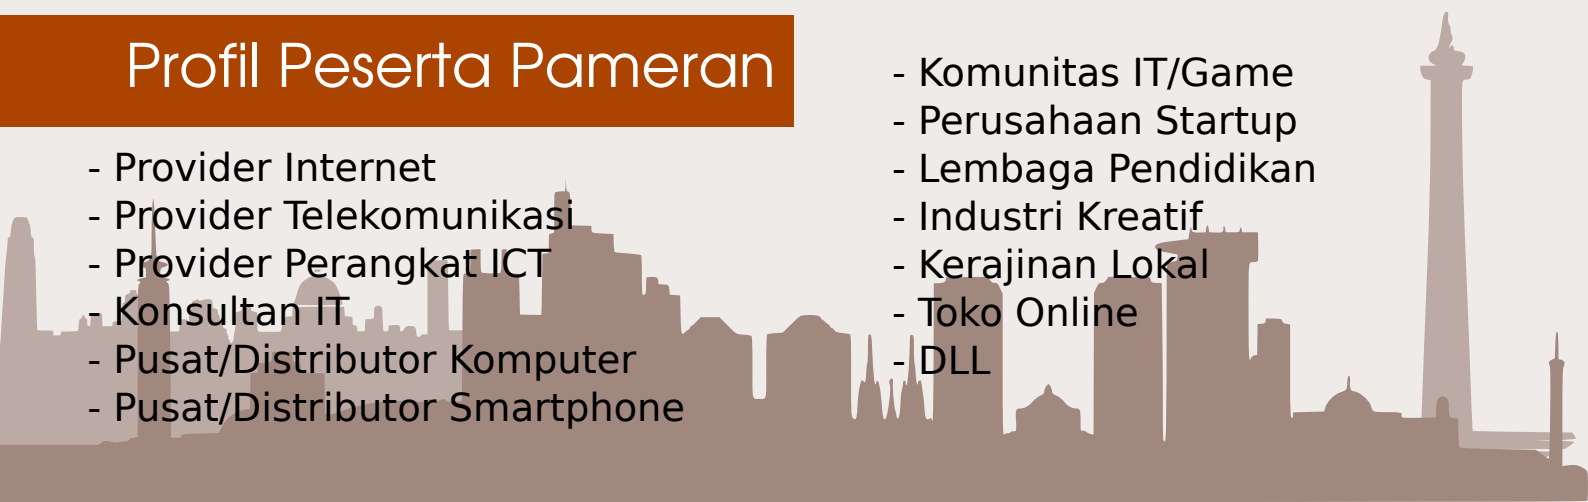 Profil Peserta Pameran
- Provider Internet
- Provider Telekomunikasi
- Provider Perangkat ICT
- Konsultan IT
- Pusat/Distributor Komputer
- Pusat/Distributor Smartphone
- Komunitas IT/Game
- Perusahaan Startup
- Lembaga Pendidikan
- Industri Kreatif
- Kerajinan Lokal
- Toko Online
- DLL